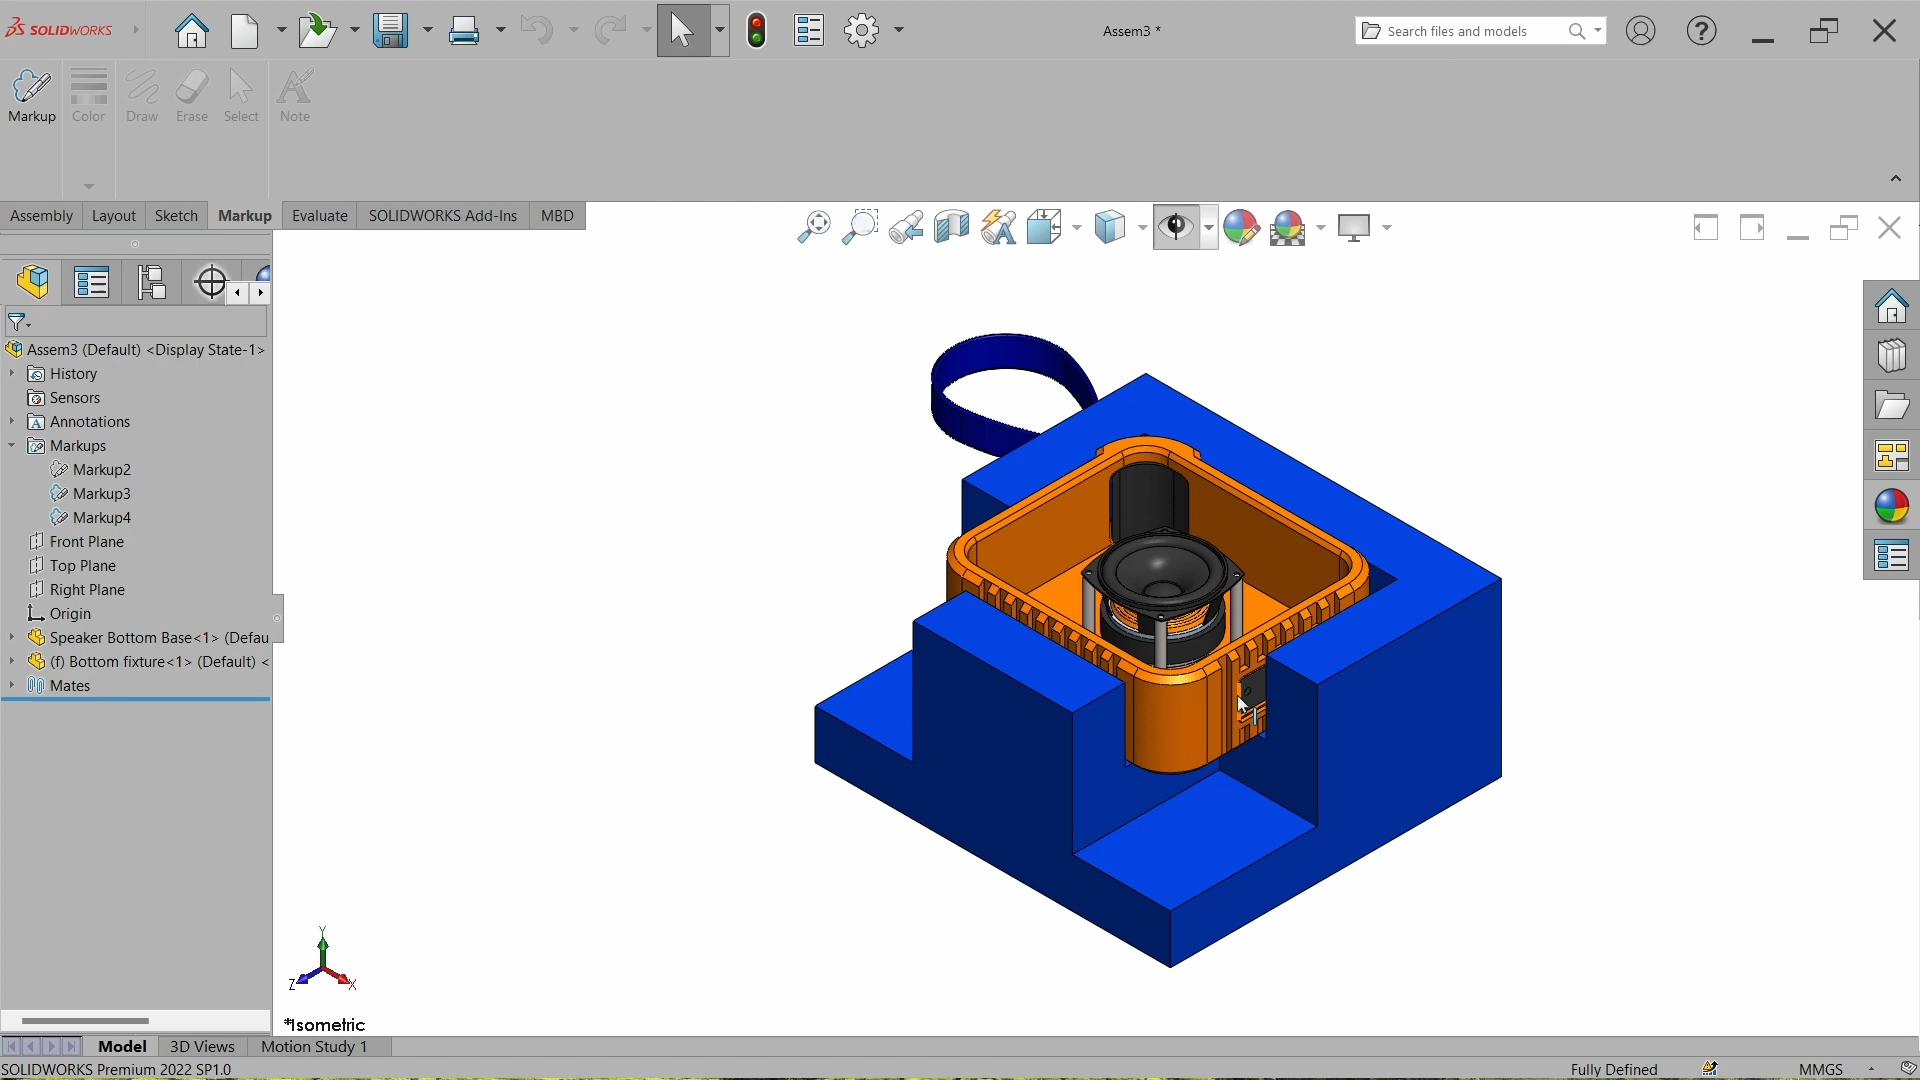 SOLIDWORKS
Assem3 *
Search files and models
Markup
Color
Draw
Erase
Select
Note
Assembly
Layout
Sketch
Markup
Evaluate
SOLIDWORKS Add-Ins
MBD
Assem3 (Default) <Display State-1>
History
Sensors
Annotations
Markups
Markup2
Markup3
Markup4
Front Plane
Top Plane
Right Plane
Origin
Speaker Bottom Base<1> (Defau
(f) Bottom fixture<1> (Default) <
Mates
Y
Z
X
*Isometric
Model
3D Views
Motion Study 1
SOLIDWORKS Premium 2022 SP1.0
Fully Defined
MMGS